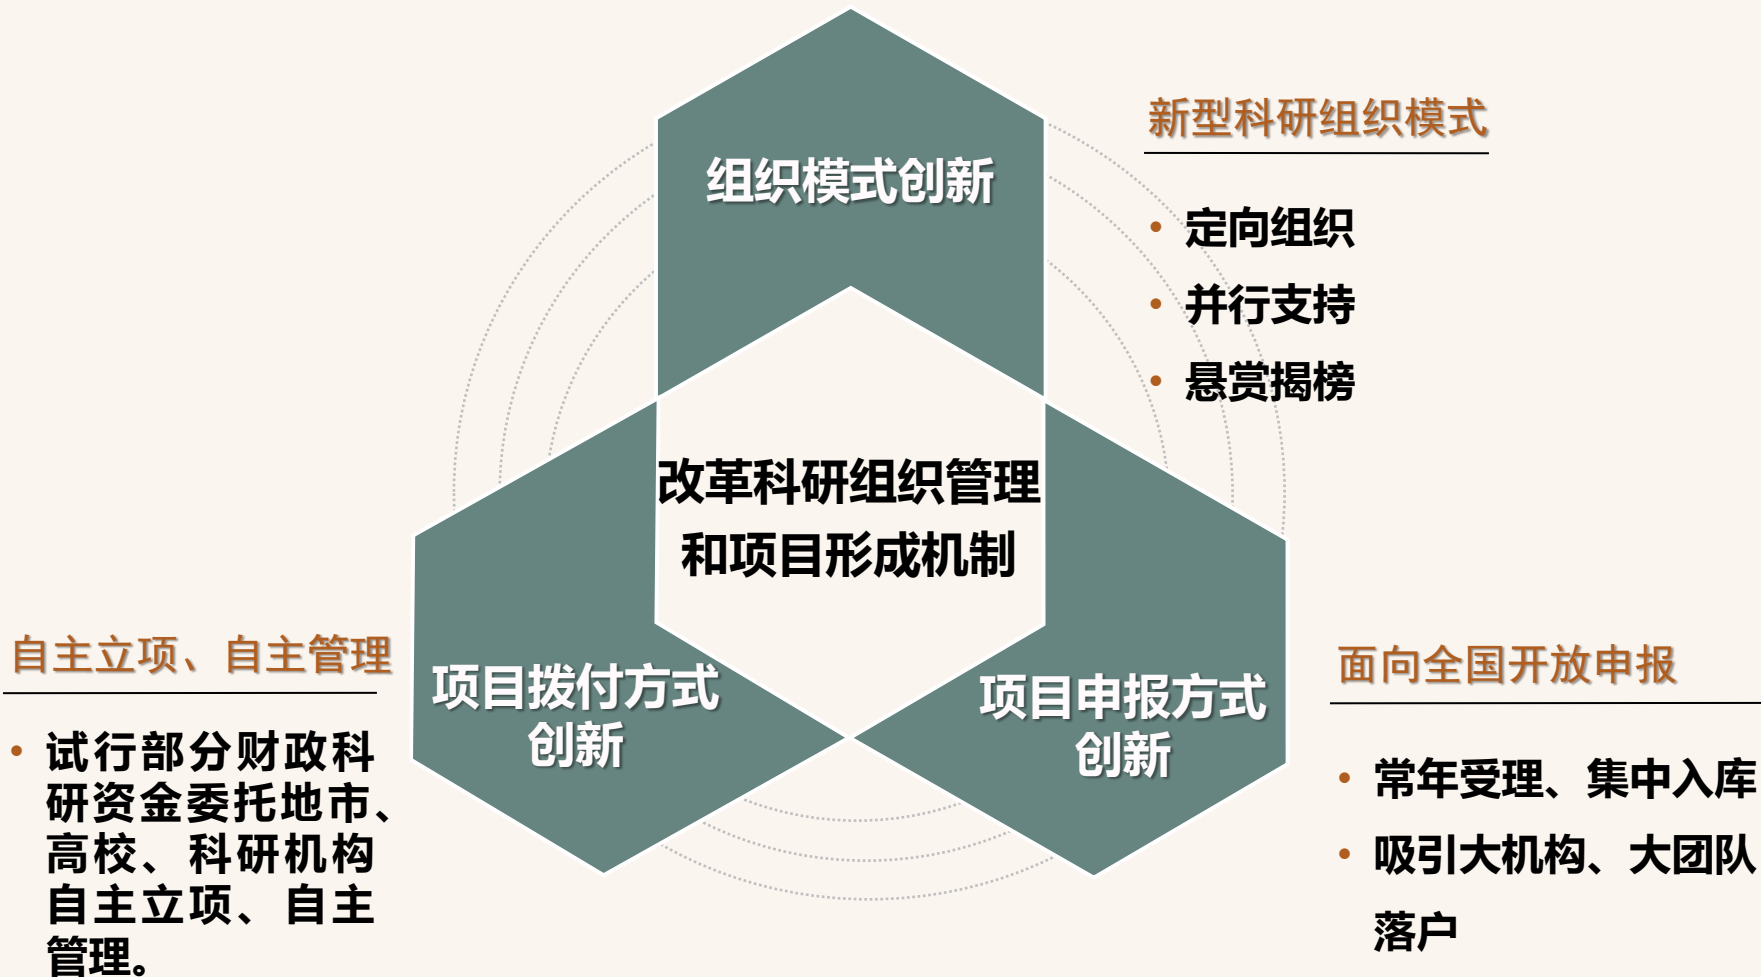 组织模式创新
新型科研组织模式
• 定向组织
• 并行支持
• 悬赏揭榜
改革科研组织管理
和项目形成机制
自主立项、自主管理
• 试行部分财政科
研资金委托地市、
高校、科研机构
自主立项、自主
管理。
项目拨付方式
创新
项目申报方式
创新
面向全国开放申报
• 常年受理、集中入库
• 吸引大机构、大团队
落户